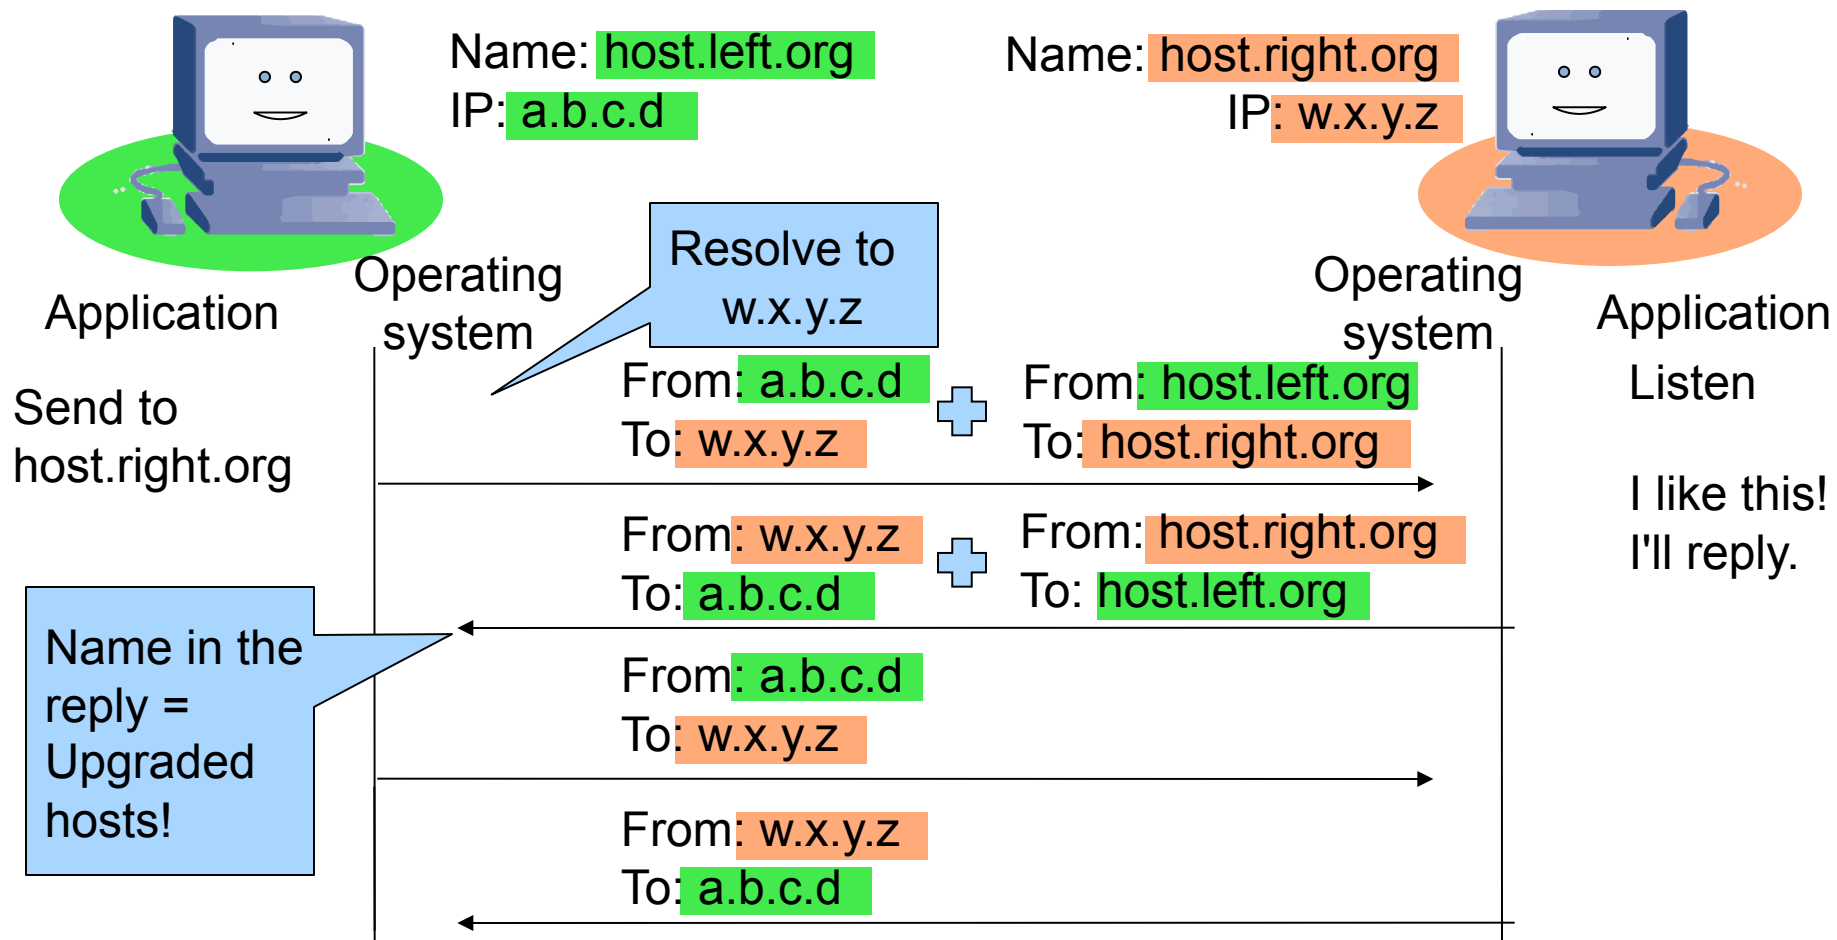 Name: host.left.org
IP: a.b.c.d
Name: host.right.org
IP: w.x.y.z
Application
Operating
system
Resolve to
w.x.y.z
Operating
system
Application
Send to
host.right.org
From: a.b.c.d
To: w.x.y.z
From: host.left.org
To: host.right.org
Listen
I like this!
I'll reply.
From: w.x.y.z
To: a.b.c.d
From: host.right.org
To: host.left.org
Name in the
reply =
Upgraded
hosts!
From: a.b.c.d
To: w.x.y.z
From: w.x.y.z
To: a.b.c.d